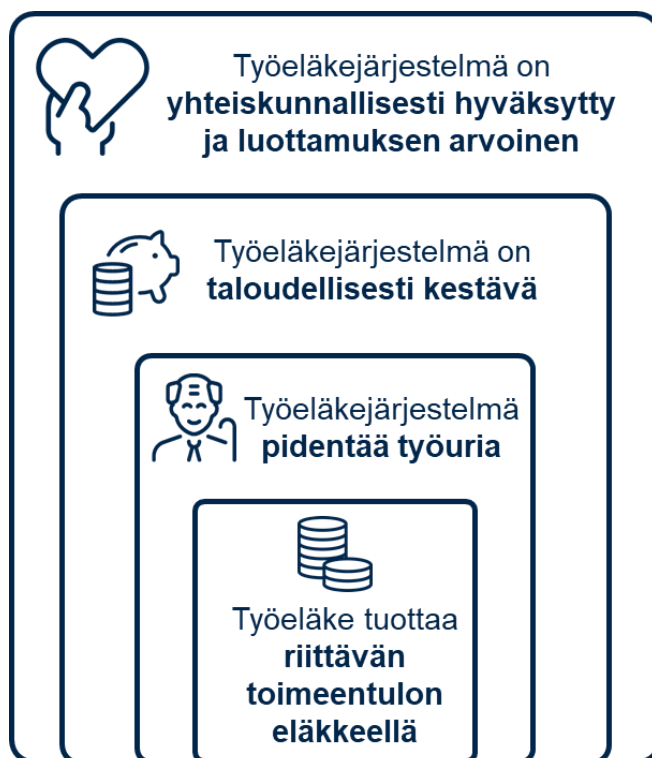 Työeläkejärjestelmä on
yhteiskunnallisesti hyväksytty
ja luottamuksen arvoinen
Työeläkejärjestelmä on
taloudellisesti kestävä
Työeläkejärjestelmä
pidentää työuria
Työeläke tuottaa
riittävän
toimeentulon
eläkkeellä